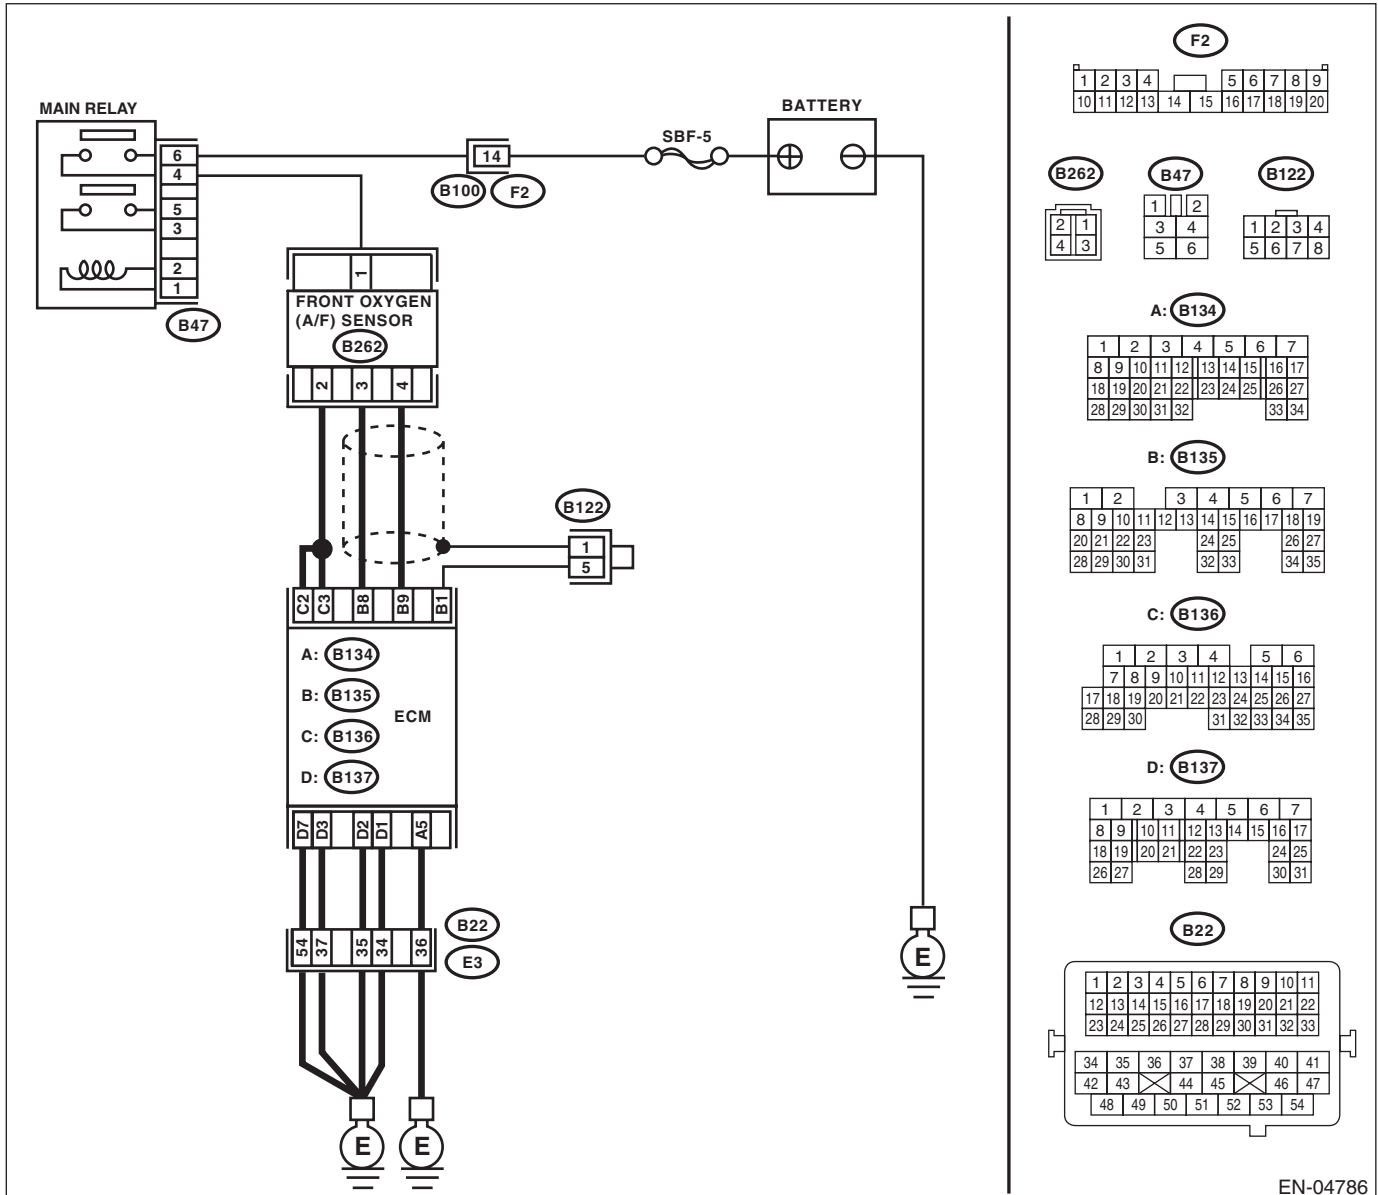 MAIN RELAY
6
4
5
3
2
1
B47
14
B100 F2
SBF-5
BATTERY
1
FRONT OXYGEN
(A/F) SENSOR
B262
2 3 4
B122
1
5
C2 C3 B8 B9 B1
A: B134
B: B135
ECM
C: B136
D: B137
D7 D3 D2 D1 A5
54 37 35 34 36
B22
E3
E
E
E
F2
1 2 3 4 5 6 7 8 9
10 11 12 13 14 15 16 17 18 19 20
B262
2 1
4 3
B47
1 2
3 4
5 6
B122
1 2 3 4
5 6 7 8
A: B134
1 2 3 4 5 6 7
8 9 10 11 12 13 14 15 16 17
18 19 20 21 22 23 24 25 26 27
28 29 30 31 32 33 34
B: B135
1 2 3 4 5 6 7
8 9 10 11 12 13 14 15 16 17 18 19
20 21 22 23 24 25 26 27
28 29 30 31 32 33 34 35
C: B136
1 2 3 4 5 6
7 8 9 10 11 12 13 14 15 16
17 18 19 20 21 22 23 24 25 26 27
28 29 30 31 32 33 34 35
D: B137
1 2 3 4 5 6 7
8 9 10 11 12 13 14 15 16 17
18 19 20 21 22 23 24 25
26 27 28 29 30 31
B22
1 2 3 4 5 6 7 8 9 10 11
12 13 14 15 16 17 18 19 20 21 22
23 24 25 26 27 28 29 30 31 32 33
34 35 36 37 38 39 40 41
42 43 44 45 46 47
48 49 50 51 52 53 54
EN-04786